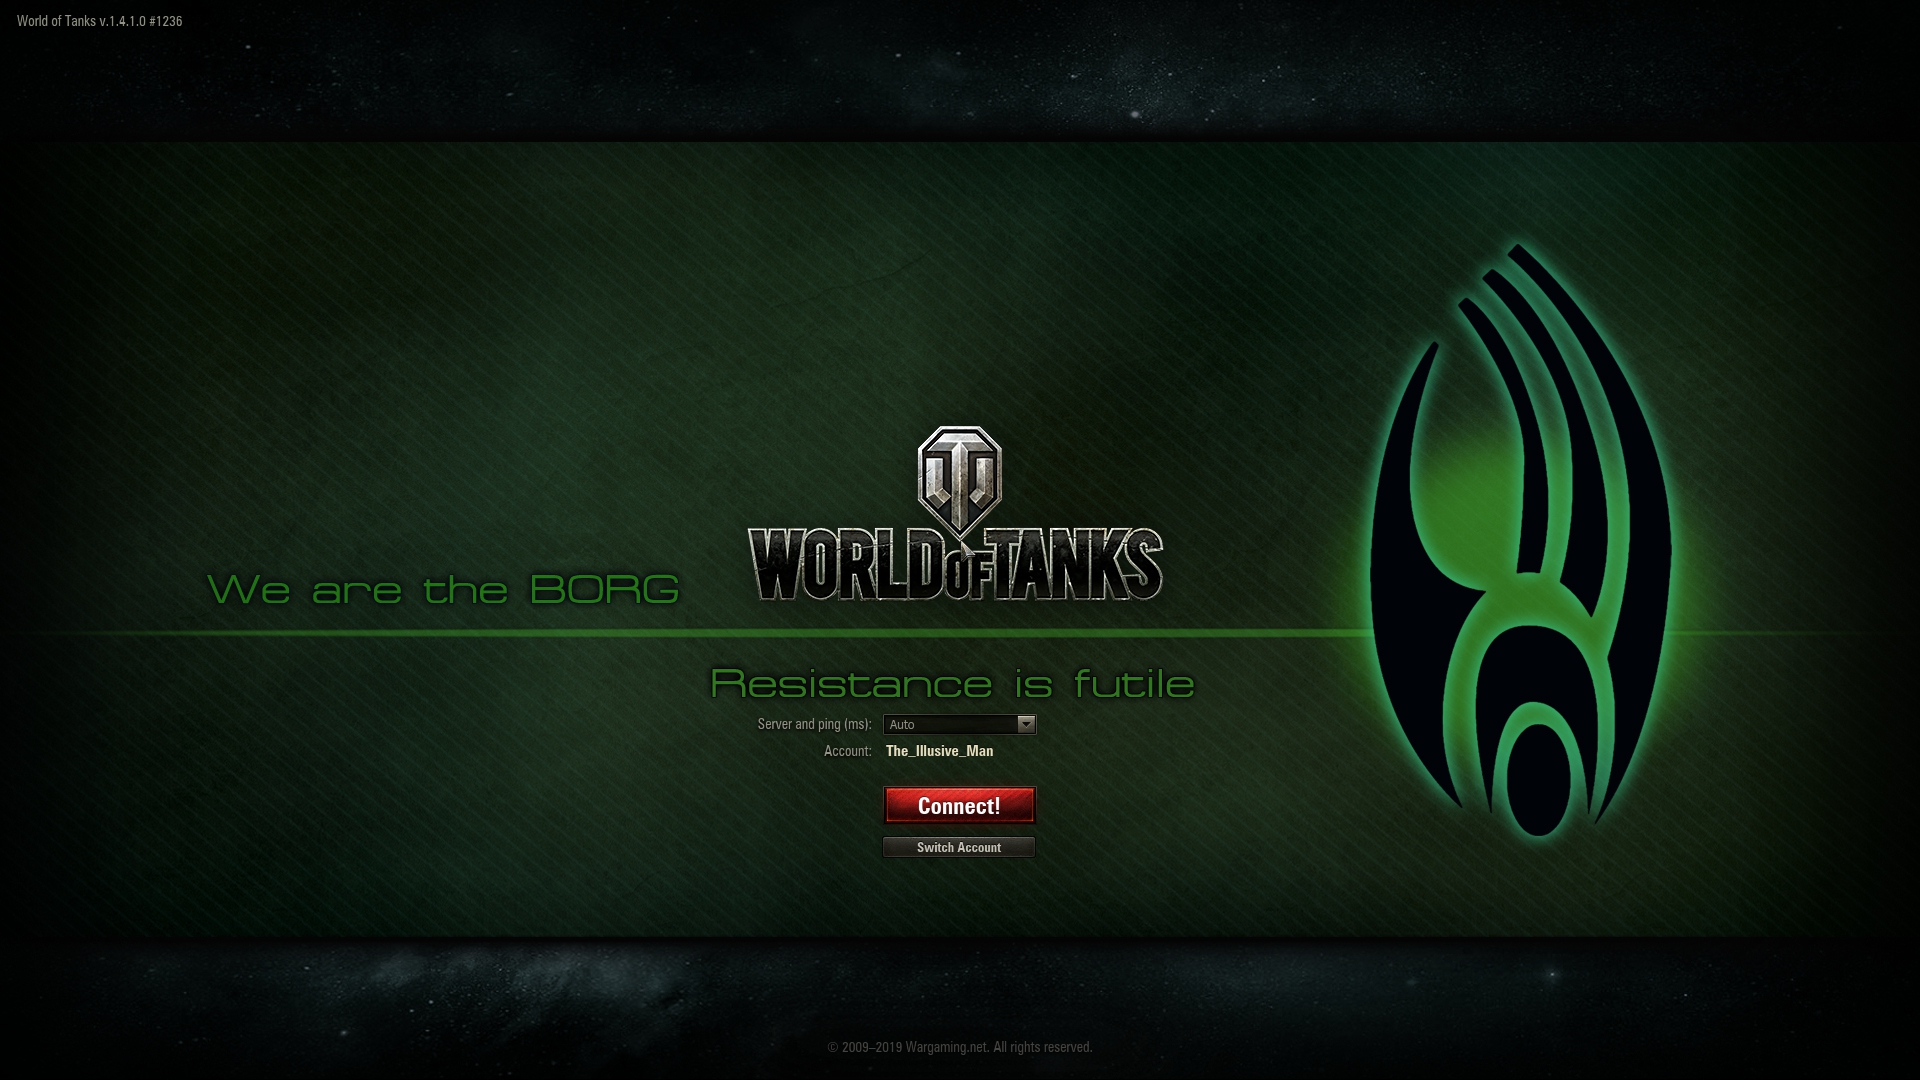 World of Tanks v.1.4.1.0 #1236
WORLD OF TANKS
We are the BORG
Resistance is futile
Server and ping (ms): Auto
Account: The_Illusive_Man
Connect!
Switch Account
© 2009–2019 Wargaming.net. All rights reserved.